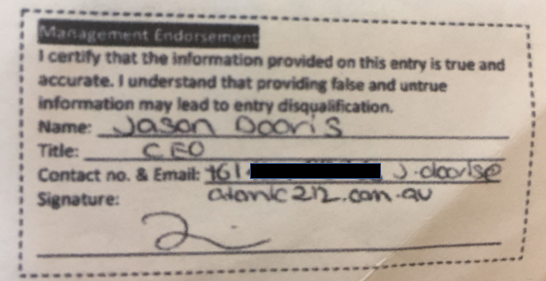 Management Endorsement
I certify that the information provided on this entry is true and
accurate. I understand that providing false and untrue
information may lead to entry disqualification.
Name: Jason Dooris
Title: CEO
Contact no. & Email: +61 J.dooris@
Signature: atomic212.com.au